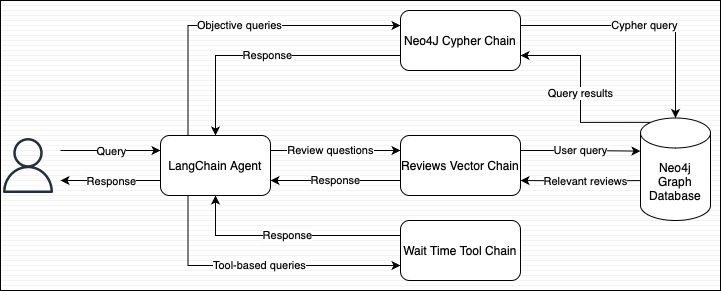 Objective queries
Neo4J Cypher Chain
Cypher query
Response
Query results
Query
LangChain Agent
Review questions
Reviews Vector Chain
User query
Neo4j
Graph
Database
Response
Response
Relevant reviews
Response
Wait Time Tool Chain
Tool-based queries